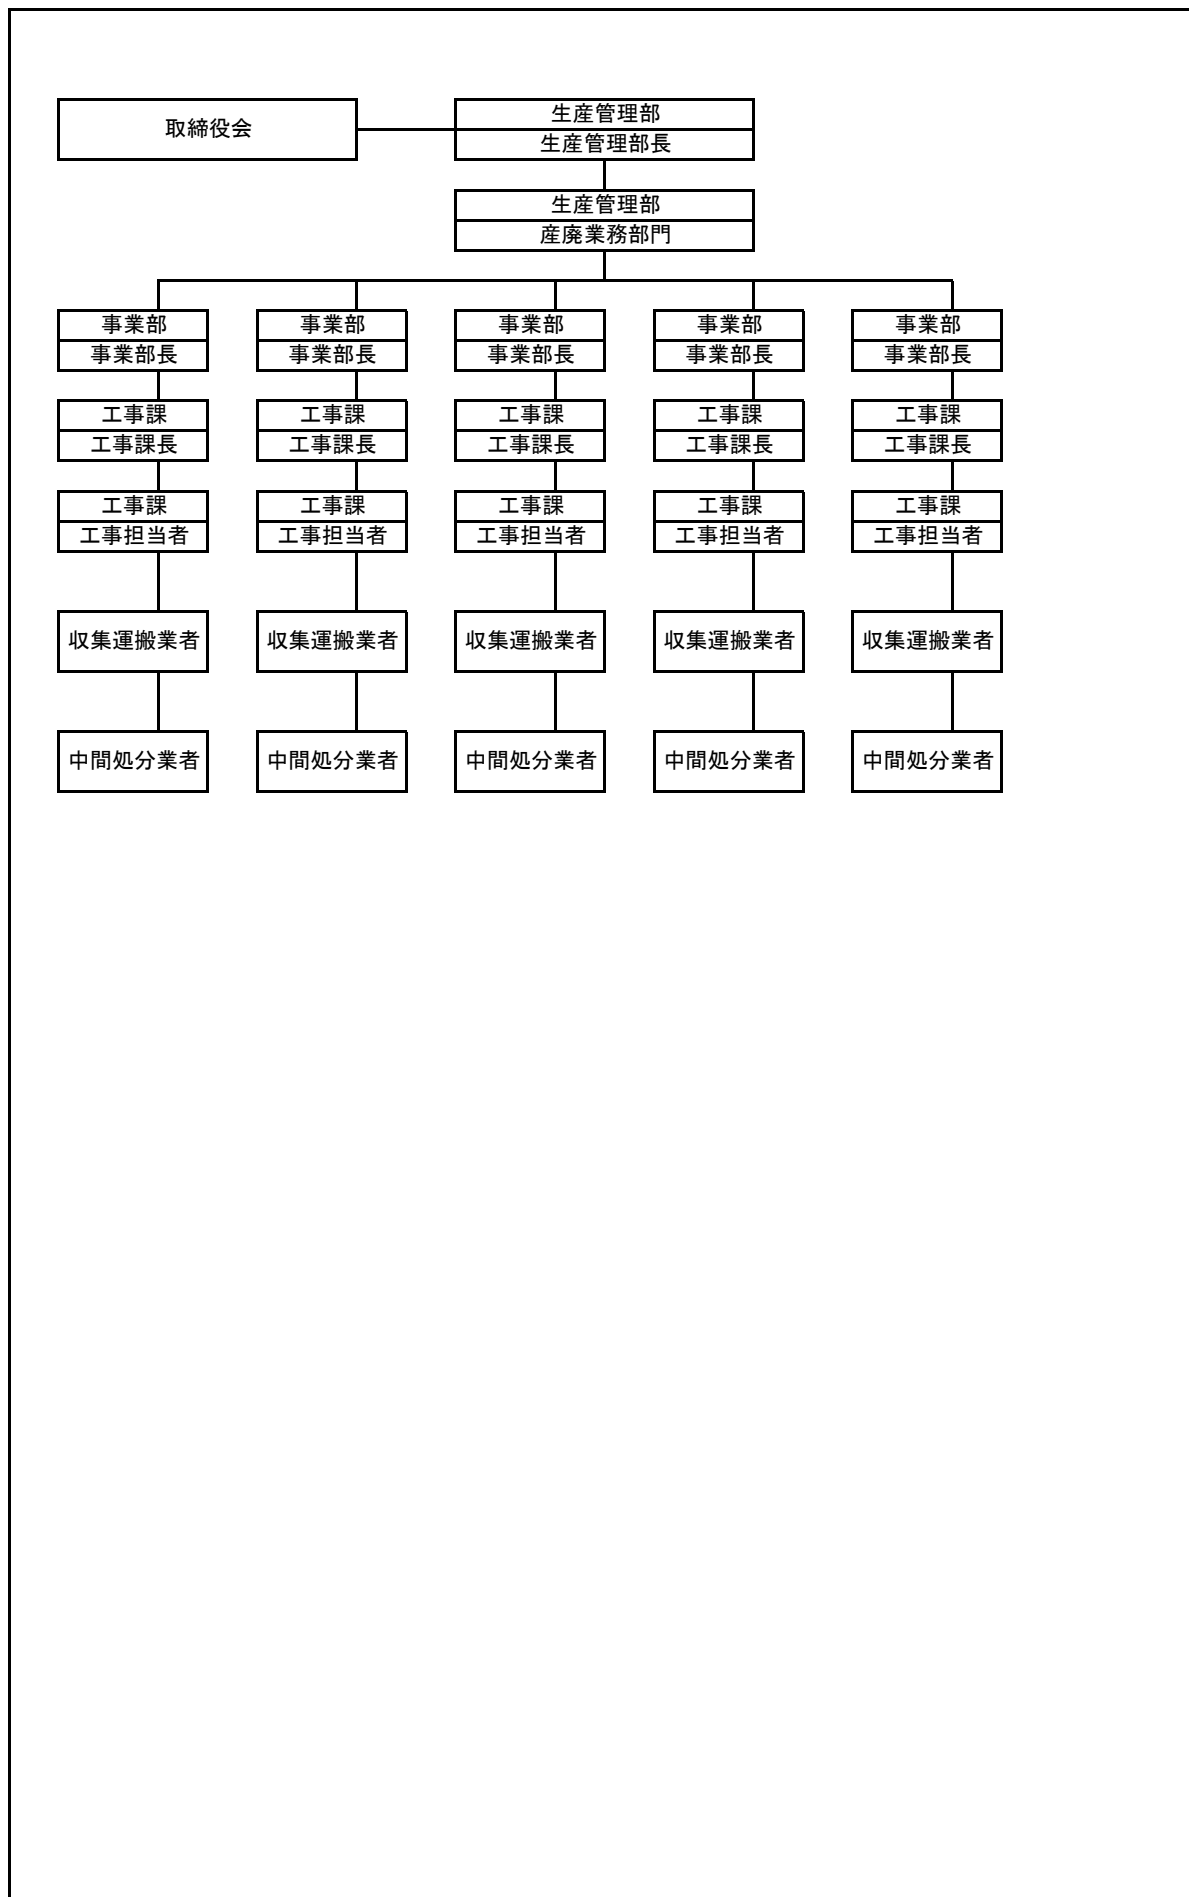 取締役会
生産管理部
生産管理部長
生産管理部
産廃業務部門
事業部 事業部 事業部 事業部 事業部
事業部長 事業部長 事業部長 事業部長 事業部長
工事課 工事課 工事課 工事課 工事課
工事課長 工事課長 工事課長 工事課長 工事課長
工事課 工事課 工事課 工事課 工事課
工事担当者 工事担当者 工事担当者 工事担当者 工事担当者
収集運搬業者 収集運搬業者 収集運搬業者 収集運搬業者 収集運搬業者
中間処分業者 中間処分業者 中間処分業者 中間処分業者 中間処分業者